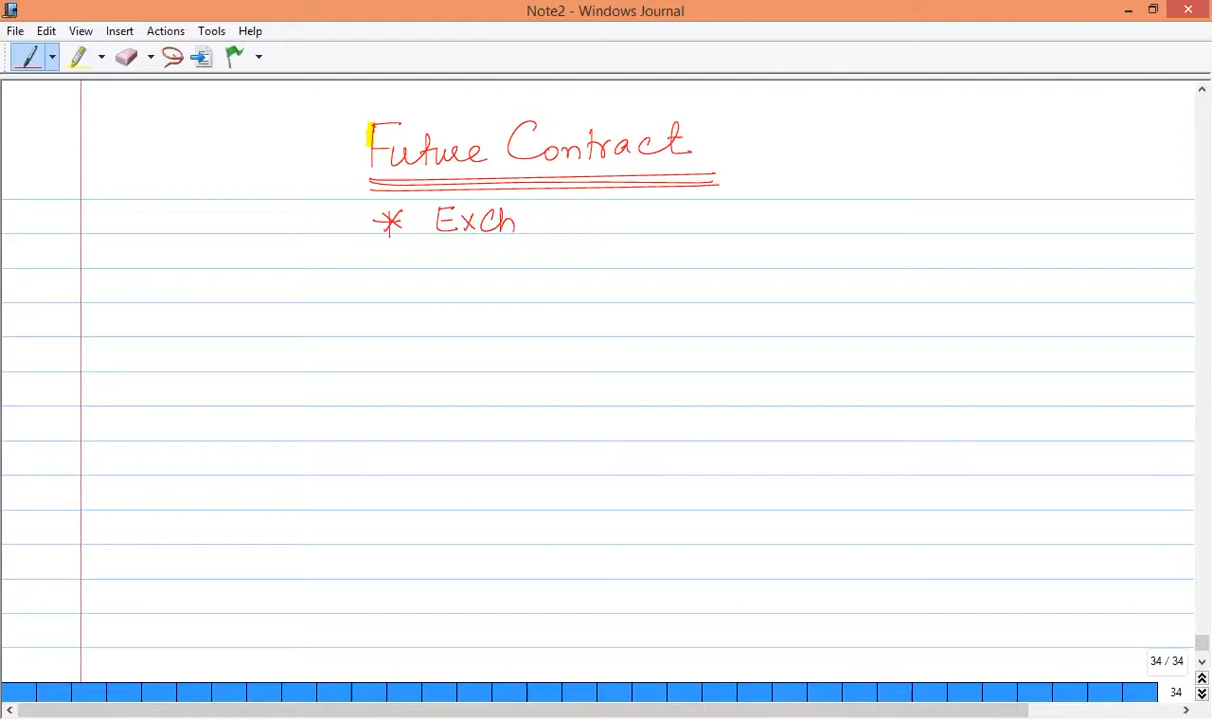 Note2 - Windows Journal
File Edit View Insert Actions Tools Help
Future Contract
* Exch
34 / 34
34